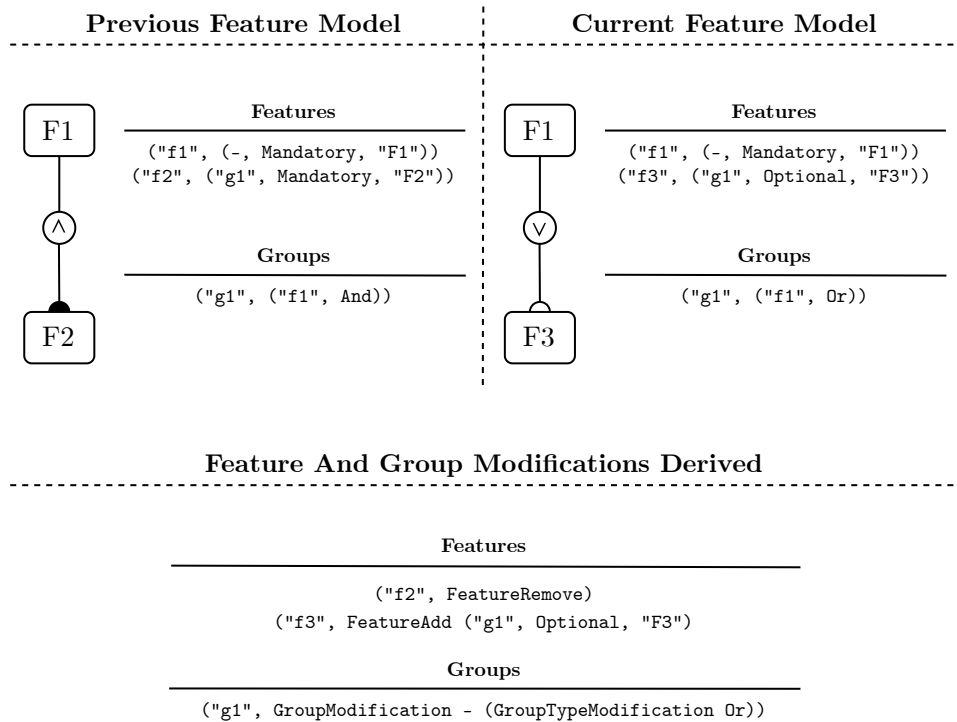 Previous Feature Model
F1
∧
F2
Features
("f1", (-, Mandatory, "F1"))
("f2", ("g1", Mandatory, "F2"))
Groups
("g1", ("f1", And))
Current Feature Model
F1
∨
F3
Features
("f1", (-, Mandatory, "F1"))
("f3", ("g1", Optional, "F3"))
Groups
("g1", ("f1", Or))
Feature And Group Modifications Derived
Features
("f2", FeatureRemove)
("f3", FeatureAdd ("g1", Optional, "F3")
Groups
("g1", GroupModification - (GroupTypeModification Or))